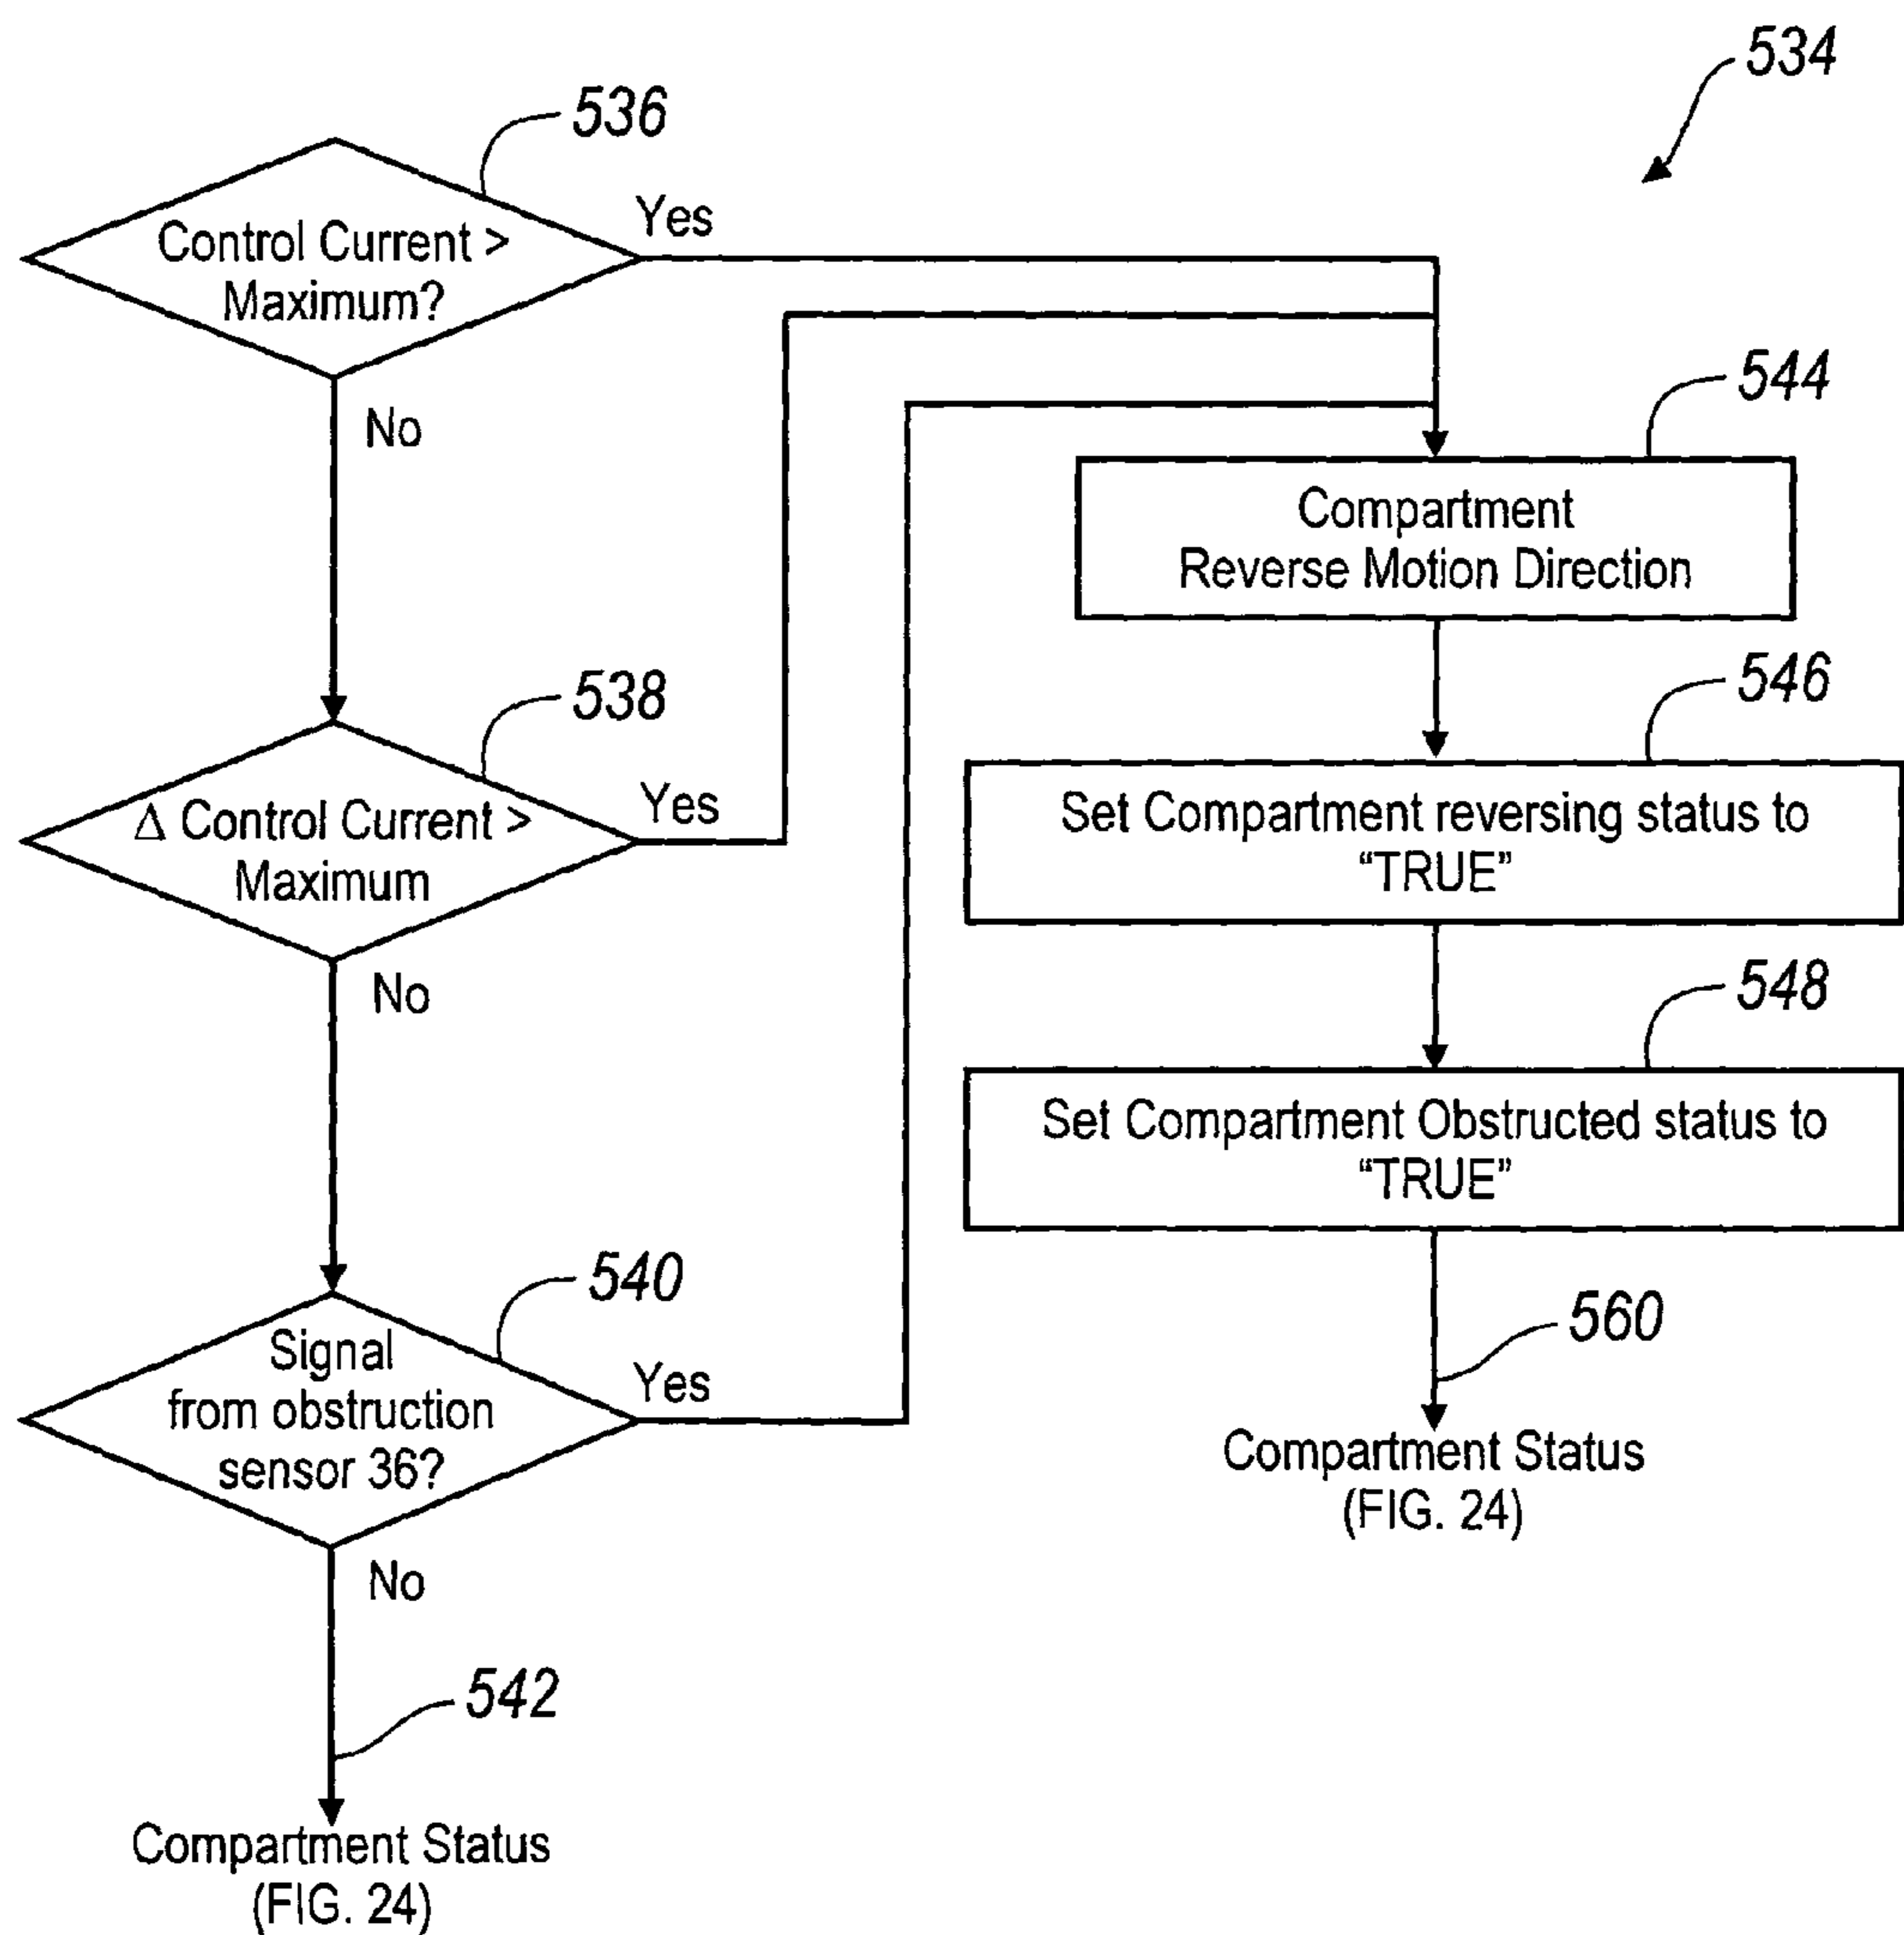 534
536
Control Current >
Maximum?
Yes
No
544
Compartment
Reverse Motion Direction
538
Δ Control Current >
Maximum
Yes
No
546
Set Compartment reversing status to
“TRUE”
548
Set Compartment Obstructed status to
“TRUE”
540
Signal
from obstruction
sensor 36?
Yes
No
560
Compartment Status
(FIG. 24)
542
Compartment Status
(FIG. 24)